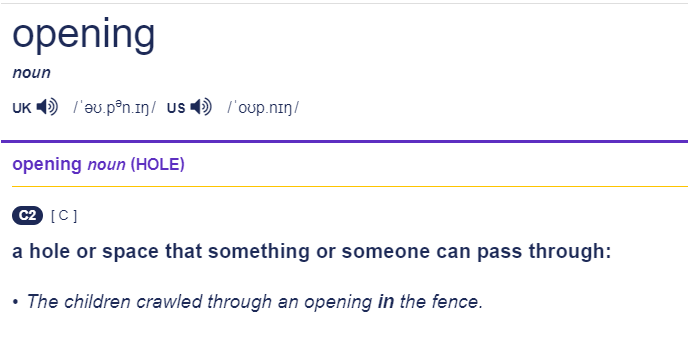 opening
noun
UK /ˈəʊ.pᵊn.ɪŋ/ US /ˈoʊp.nɪŋ/
opening noun (HOLE)
C2 [ C ]
a hole or space that something or someone can pass through:
• The children crawled through an opening in the fence.